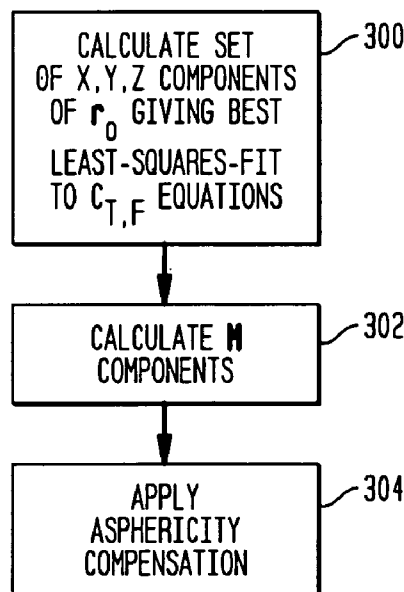 CALCULATE SET
OF X,Y,Z COMPONENTS
OF r0 GIVING BEST
LEAST-SQUARES-FIT
TO CT,F EQUATIONS
300
CALCULATE M
COMPONENTS
302
APPLY
ASPHERICITY
COMPENSATION
304